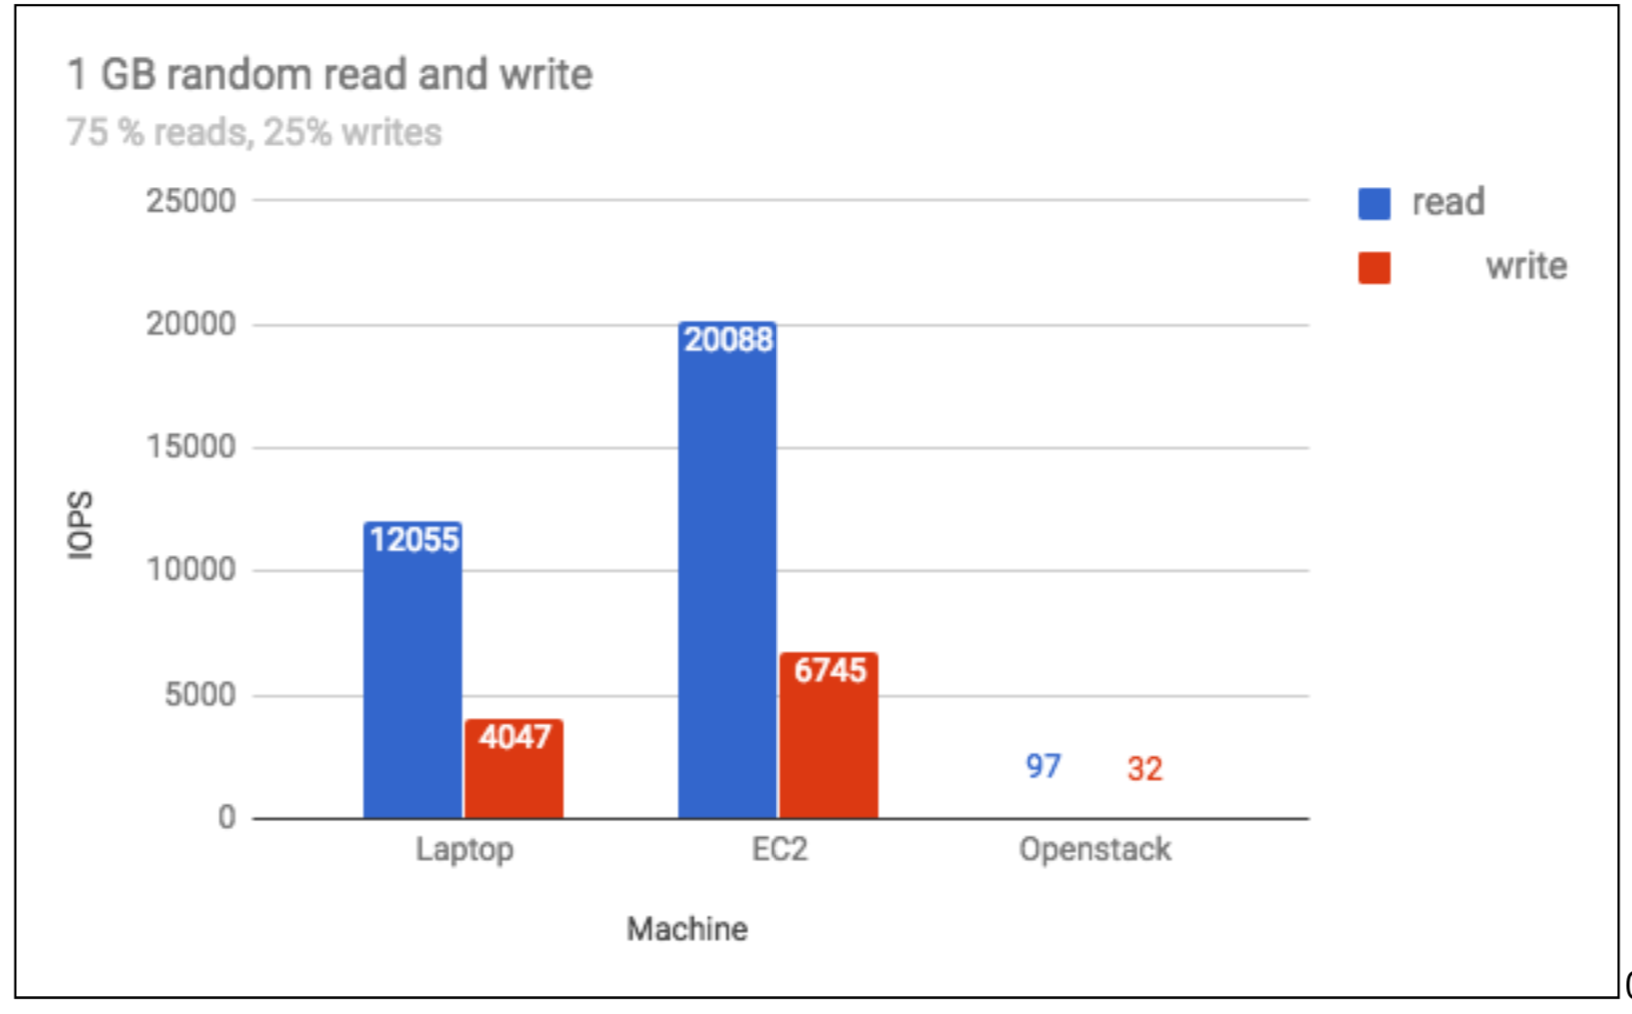 1 GB random read and write
75 % reads, 25% writes
25000
20000
15000
10000
5000
0
IOPS
read
write
12055
4047
20088
6745
97
32
Laptop
EC2
Openstack
Machine